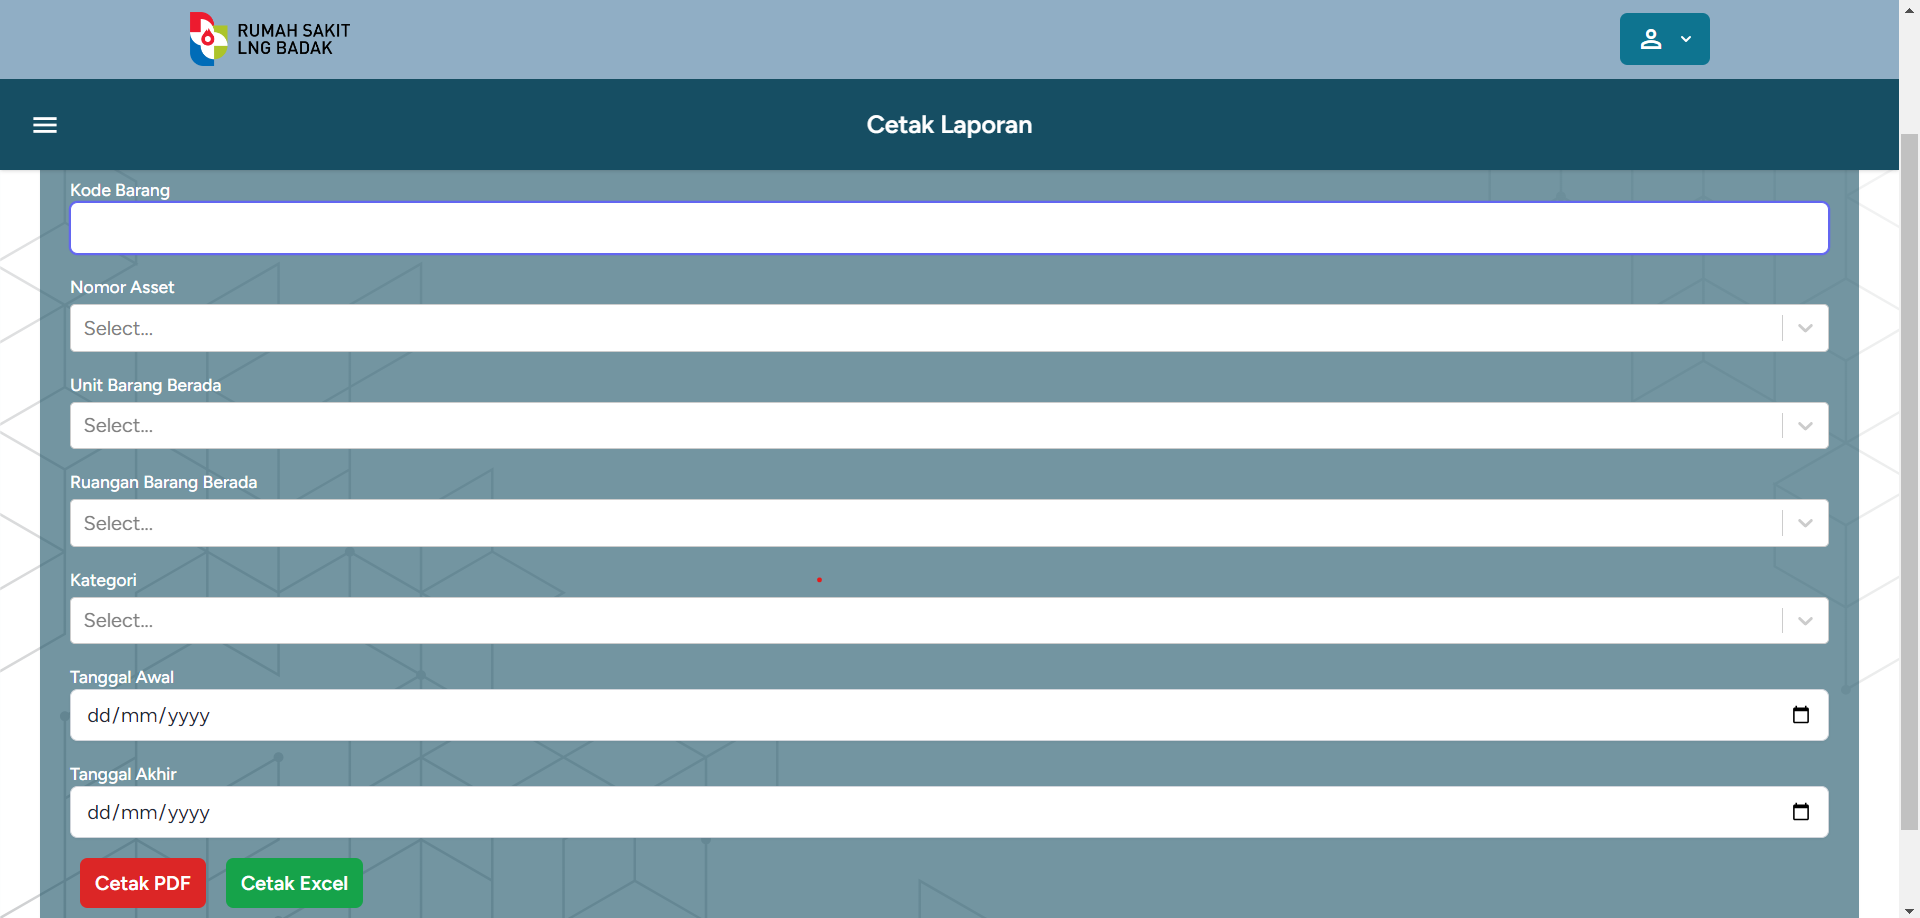 RUMAH SAKIT
LNG BADAK
Cetak Laporan
Kode Barang
Nomor Asset
Select...
Unit Barang Berada
Select...
Ruangan Barang Berada
Select...
Kategori
Select...
Tanggal Awal
dd/mm/yyyy
Tanggal Akhir
dd/mm/yyyy
Cetak PDF
Cetak Excel